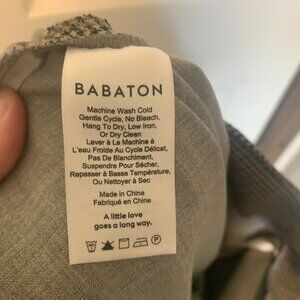 BABATON
Machine Wash Cold
Gentle Cycle, No Bleach,
Hang To Dry, Low Iron,
Or Dry Clean
Laver à La Machine à
L'eau Froide Au Cycle Délicat,
Pas De Blanchiment,
Suspendre Pour Sécher,
Repasser à Basse Température,
Ou Nettoyer à Sec
Made in China
Fabriqué en Chine
A little love
goes a long way.
P